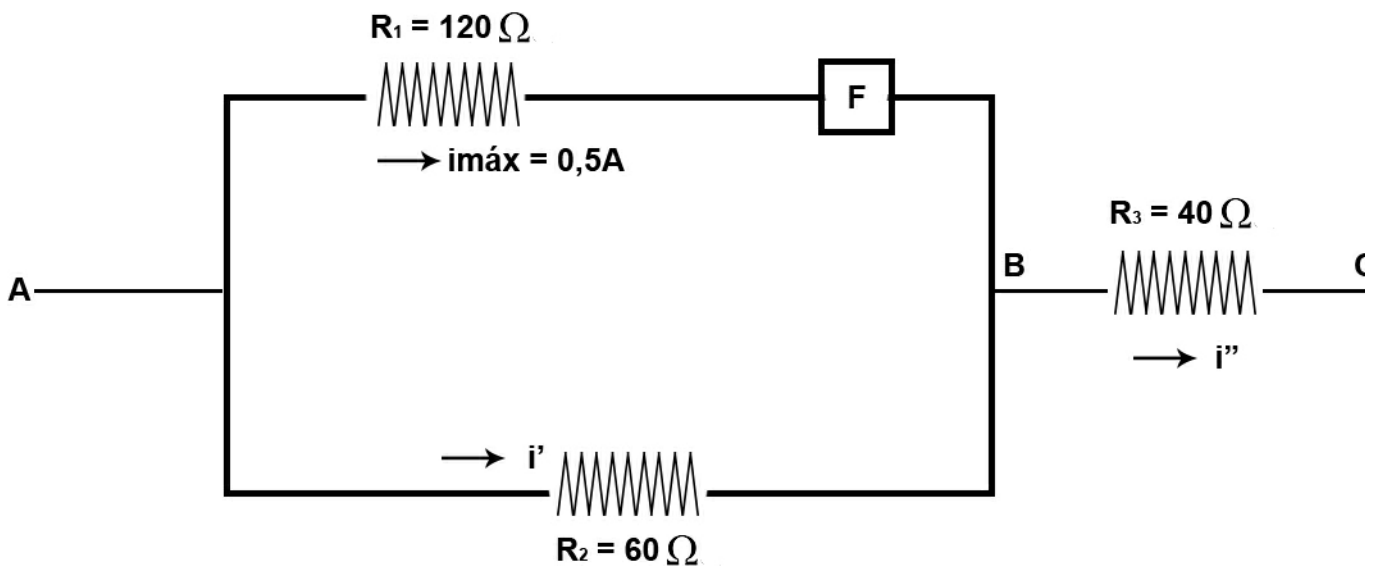 R₁ = 120 Ω
F
imáx = 0,5A
R₃ = 40 Ω
A
B
i”
i’
R₂ = 60 Ω